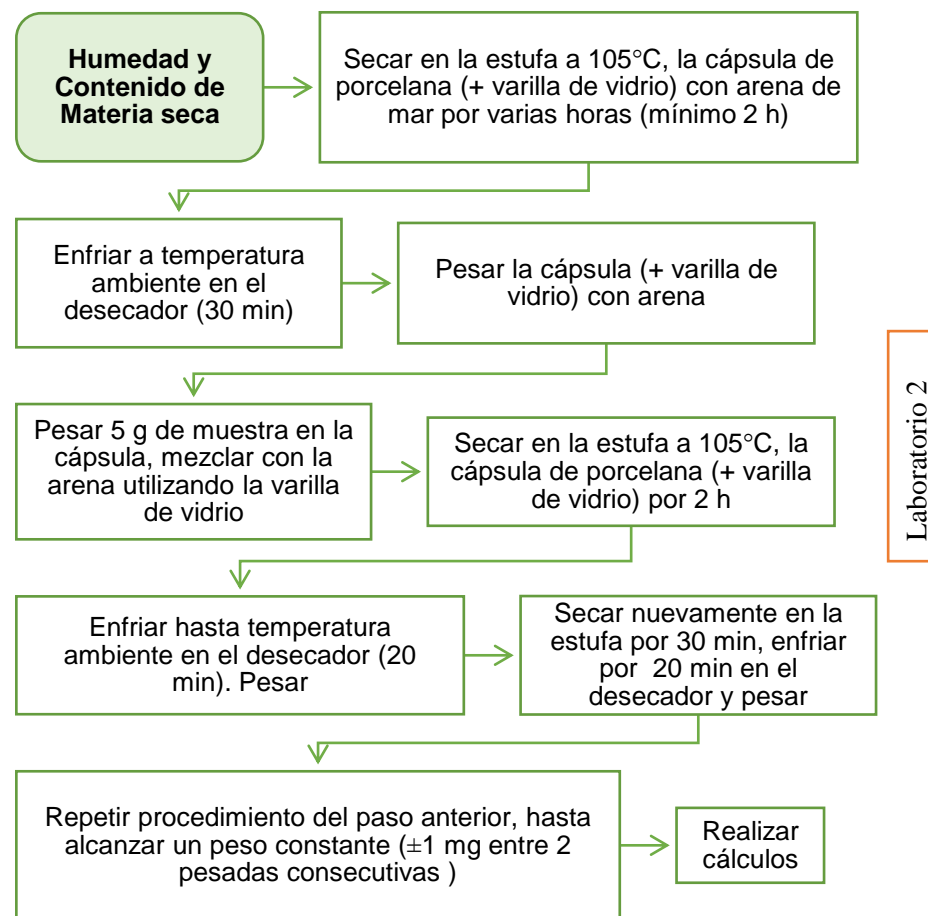 Humedad y
Contenido de
Materia seca
Secar en la estufa a 105°C, la cápsula de
porcelana (+ varilla de vidrio) con arena de
mar por varias horas (mínimo 2 h)
Enfriar a temperatura
ambiente en el
desecador (30 min)
Pesar la cápsula (+ varilla de
vidrio) con arena
Pesar 5 g de muestra en la
cápsula, mezclar con la
arena utilizando la varilla
de vidrio
Secar en la estufa a 105°C, la
cápsula de porcelana (+ varilla
de vidrio) por 2 h
Enfriar hasta temperatura
ambiente en el desecador (20
min). Pesar
Secar nuevamente en la
estufa por 30 min, enfriar
por 20 min en el
desecador y pesar
Repetir procedimiento del paso anterior, hasta
alcanzar un peso constante (±1 mg entre 2
pesadas consecutivas )
Realizar
cálculos
Laboratorio 2